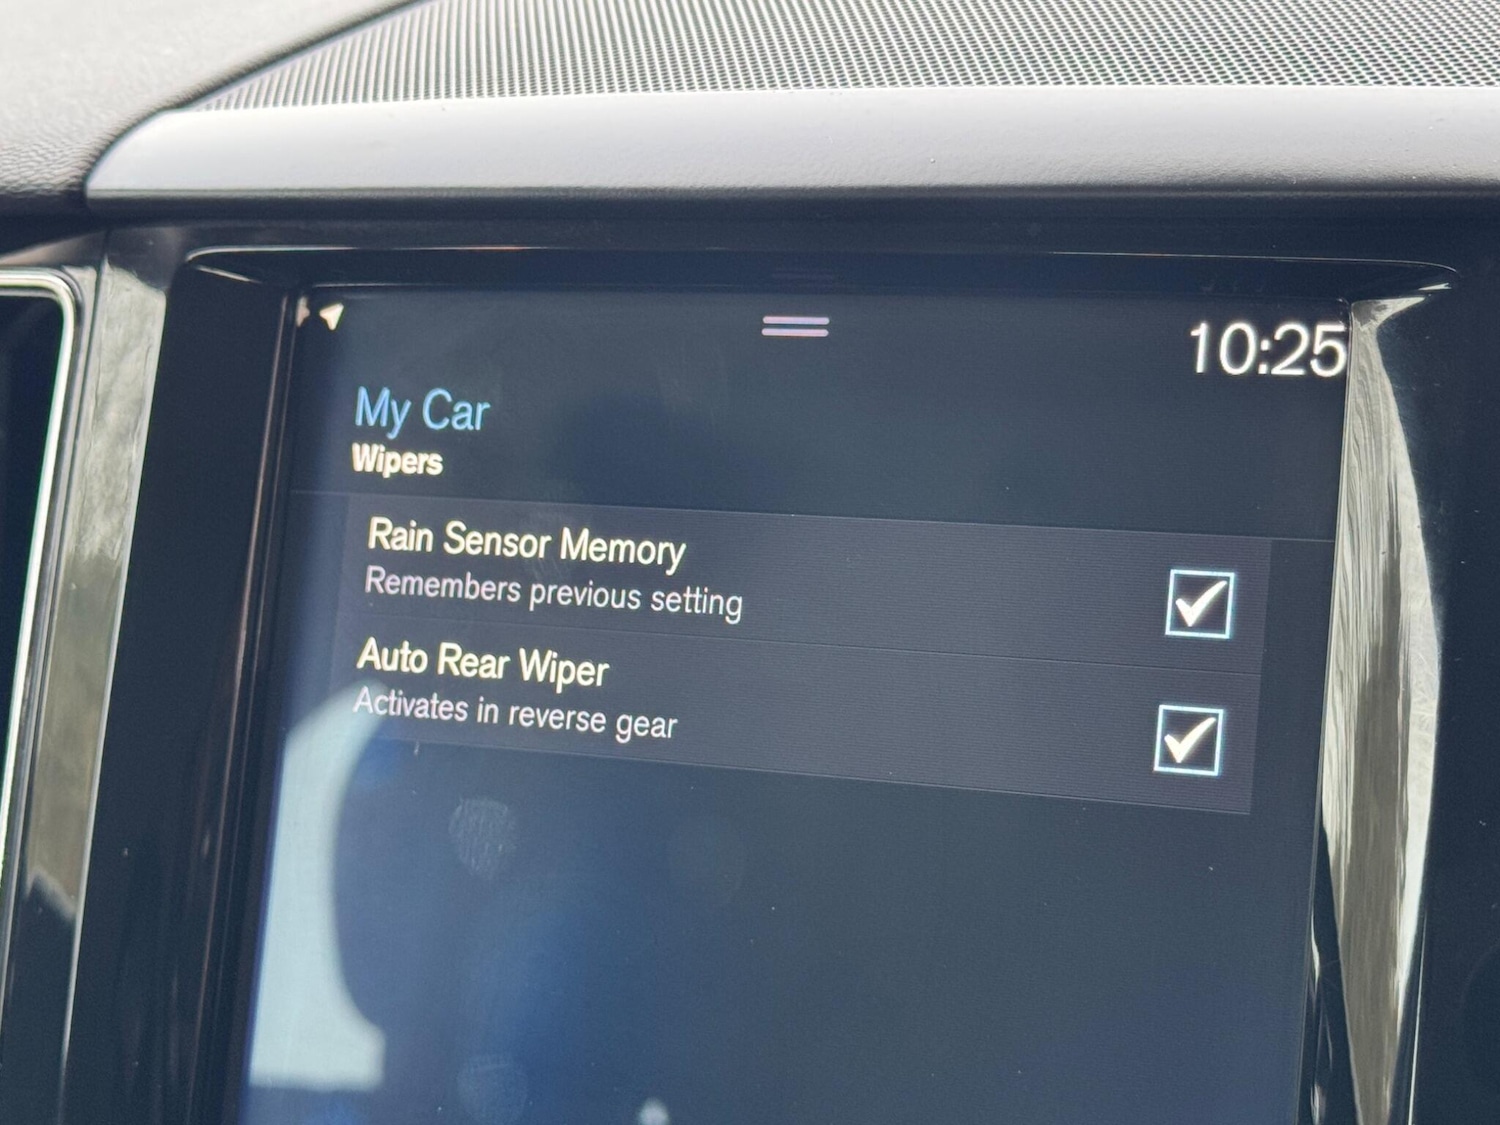 10:25
My Car
Wipers
Rain Sensor Memory
Remembers previous setting
Auto Rear Wiper
Activates in reverse gear